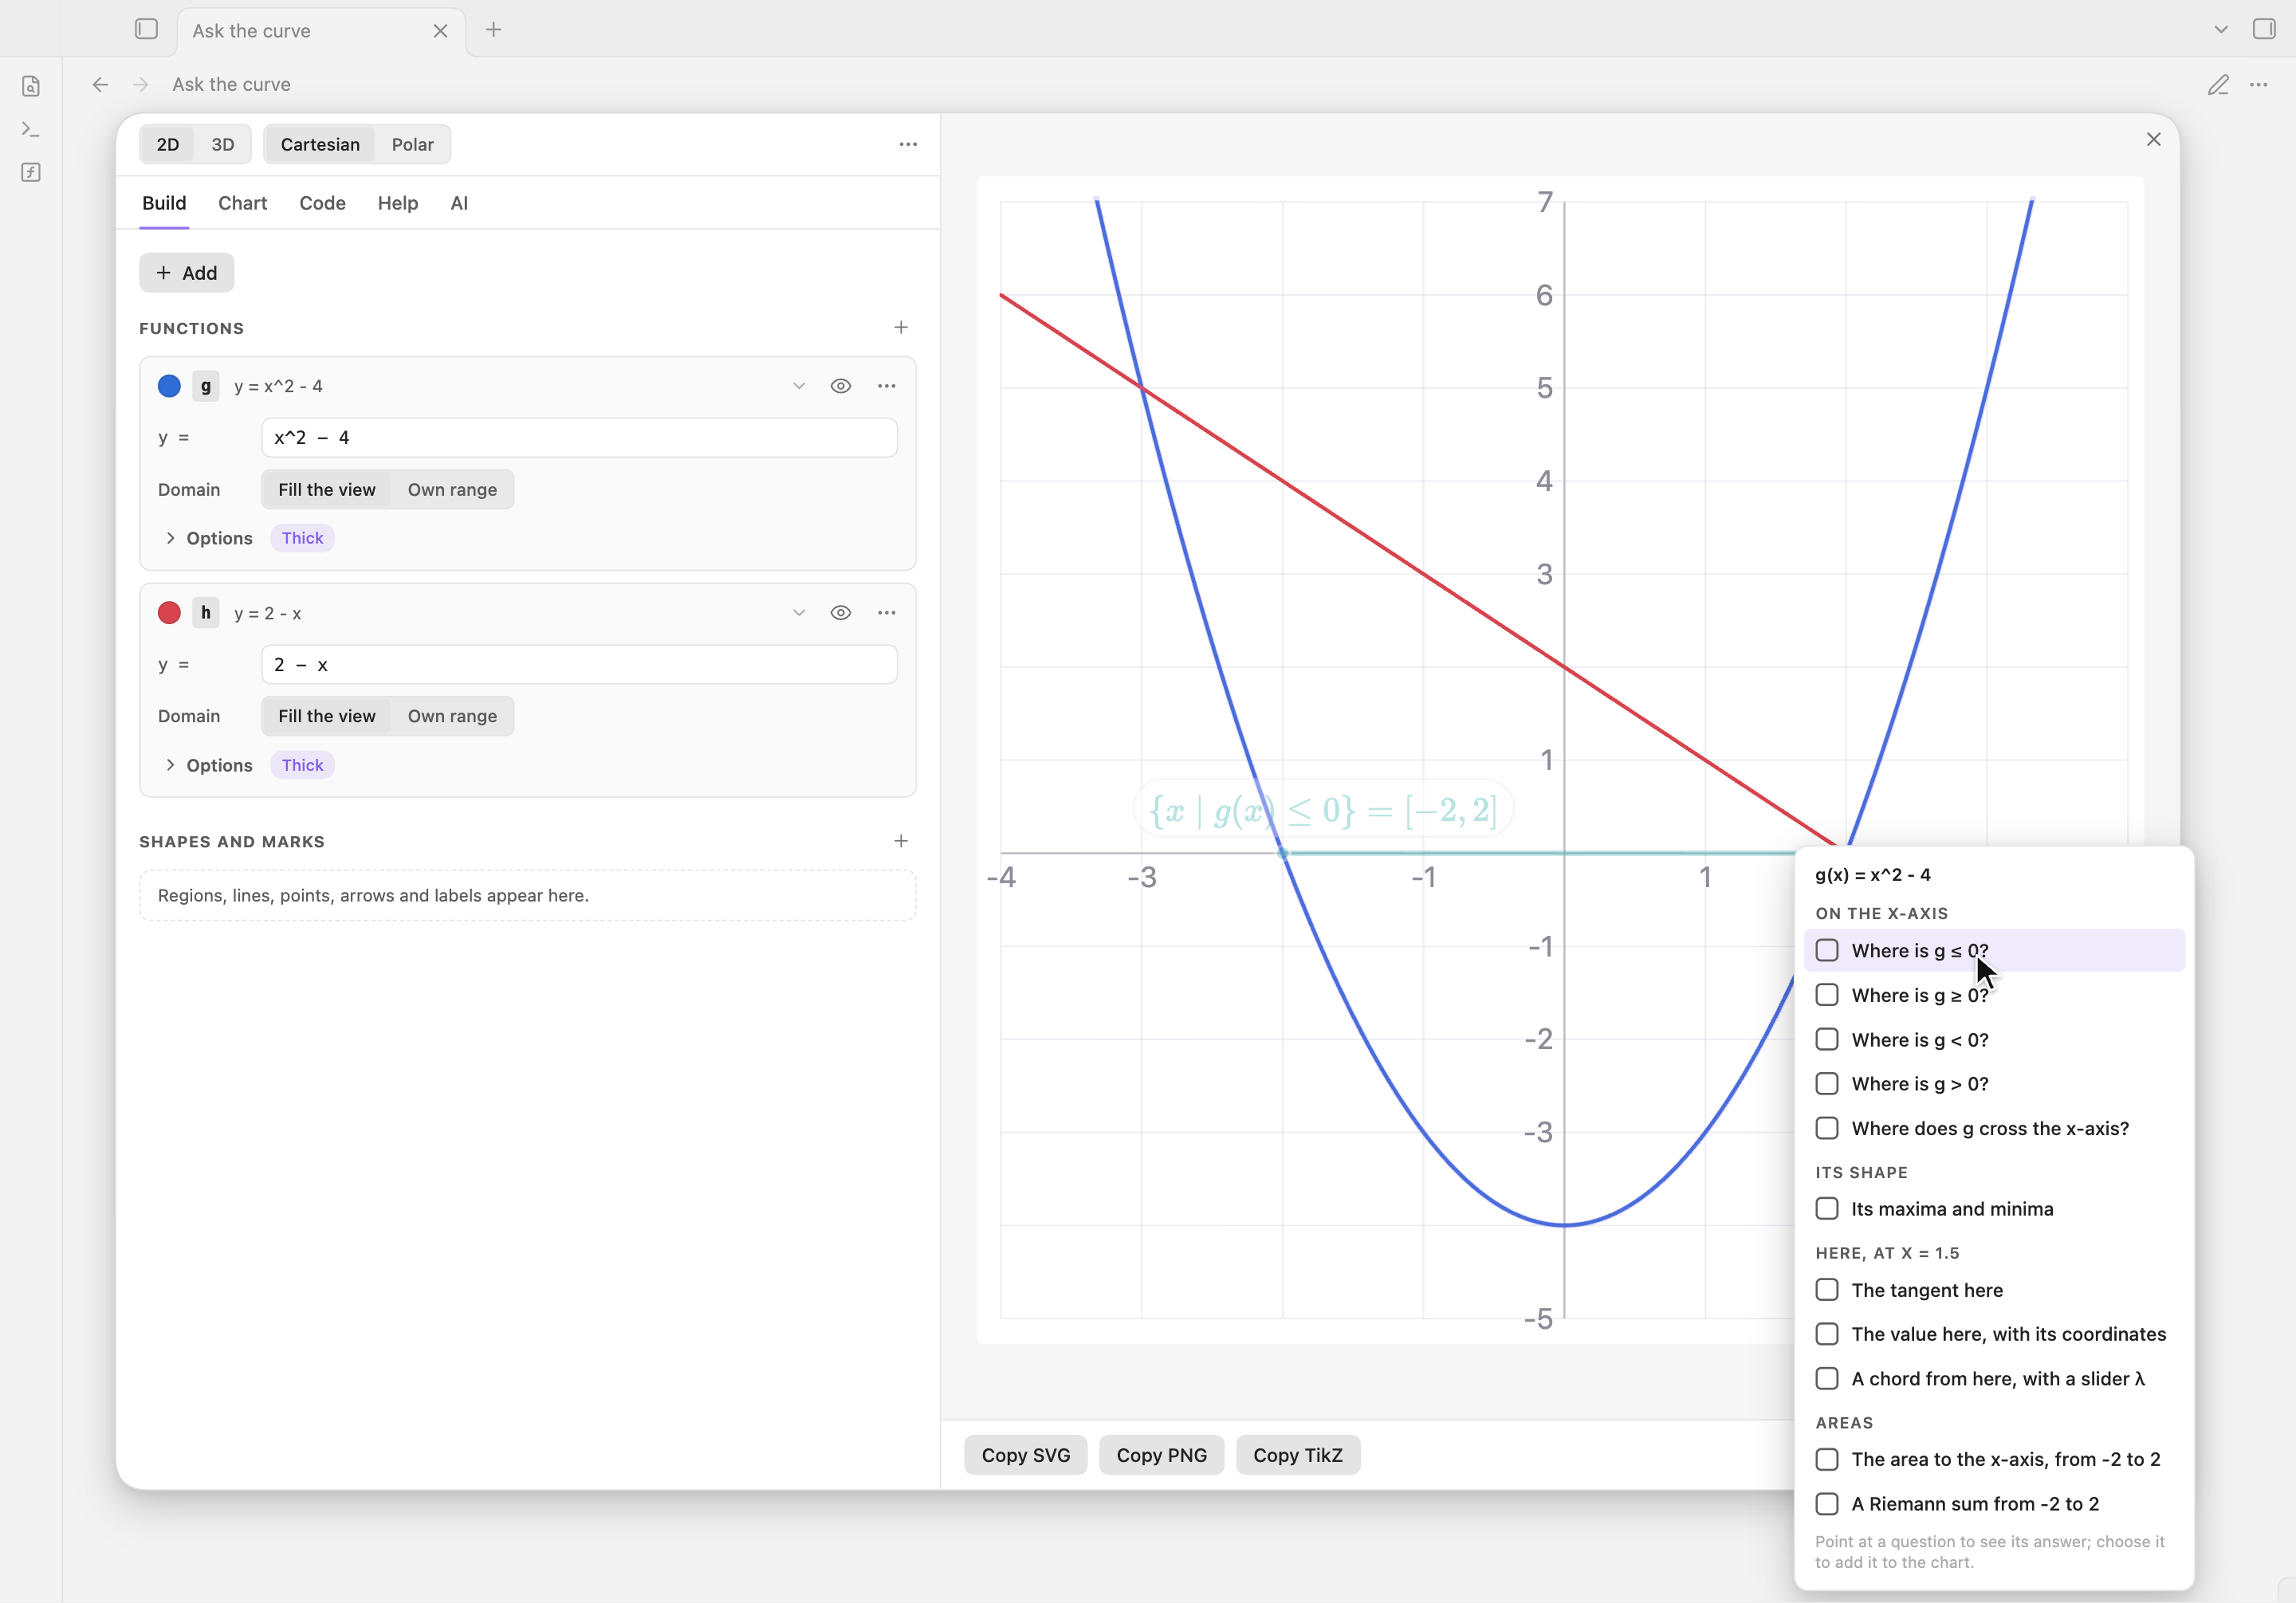 Ask the curve
Ask the curve
2D 3D Cartesian Polar
Build Chart Code Help AI
+ Add
FUNCTIONS
g y = x^2 - 4
y = x^2 − 4
Domain Fill the view Own range
Options Thick
h y = 2 - x
y = 2 − x
Domain Fill the view Own range
Options Thick
SHAPES AND MARKS
Regions, lines, points, arrows and labels appear here.
7
6
5
4
3
1
{x | g(x) ≤ 0} = [−2, 2]
-4 -3 -1 1
-1
-2
-3
-5
Copy SVG Copy PNG Copy TikZ
g(x) = x^2 - 4
ON THE X-AXIS
Where is g ≤ 0?
Where is g ≥ 0?
Where is g < 0?
Where is g > 0?
Where does g cross the x-axis?
ITS SHAPE
Its maxima and minima
HERE, AT X = 1.5
The tangent here
The value here, with its coordinates
A chord from here, with a slider λ
AREAS
The area to the x-axis, from -2 to 2
A Riemann sum from -2 to 2
Point at a question to see its answer; choose it
to add it to the chart.